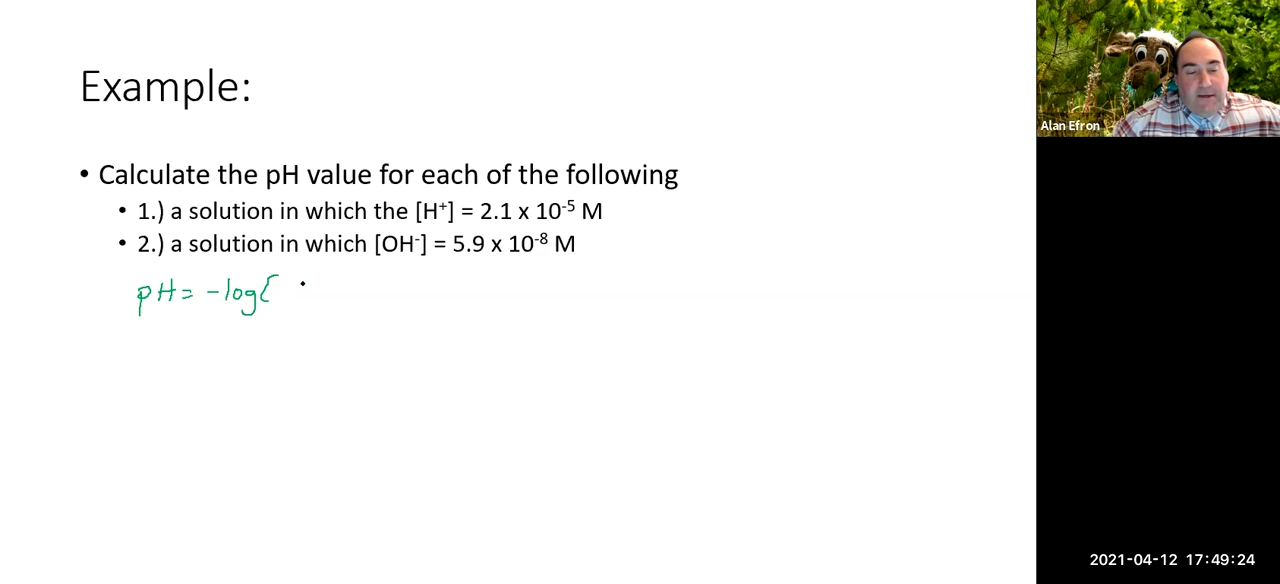 Example:
• Calculate the pH value for each of the following
• 1.) a solution in which the [H⁺] = 2.1 x 10⁻⁵ M
• 2.) a solution in which [OH⁻] = 5.9 x 10⁻⁸ M
pH = -log[
Alan Efron
2021-04-12 17:49:24